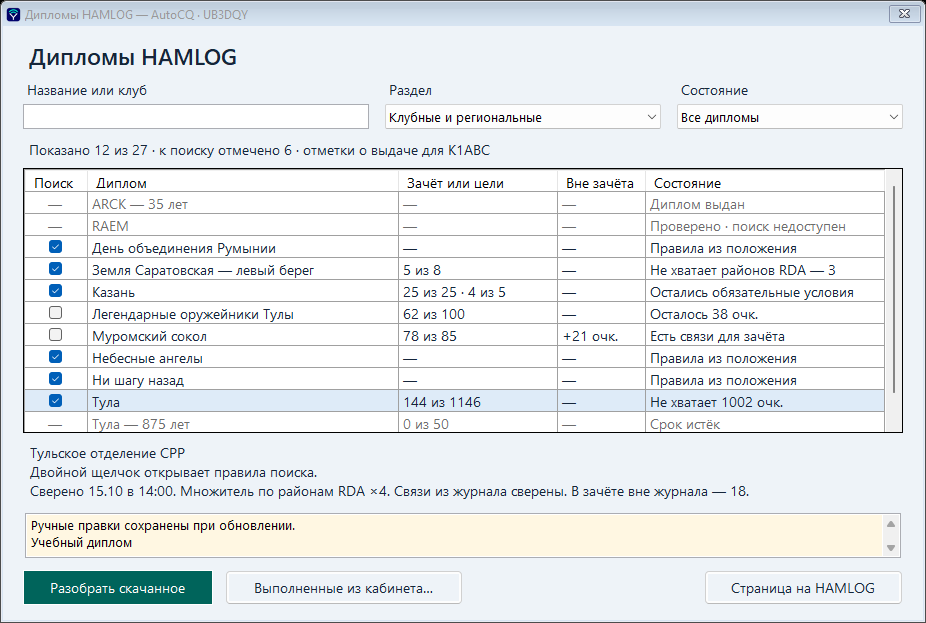 Дипломы HAMLOG — AutoCQ · UB3DQY
Дипломы HAMLOG
Название или клуб
Раздел
Состояние
Клубные и региональные
Все дипломы
Показано 12 из 27 · к поиску отмечено 6 · отметки о выдаче для K1ABC
Поиск Диплом Зачёт или цели Вне зачёта Состояние
— ARCK — 35 лет — — Диплом выдан
— RAEM — — Проверено · поиск недоступен
День объединения Румынии — — Правила из положения
Земля Саратовская — левый берег 5 из 8 — Не хватает районов RDA — 3
Казань 25 из 25 · 4 из 5 — Остались обязательные условия
Легендарные оружейники Тулы 62 из 100 — Осталось 38 очк.
Муромский сокол 78 из 85 +21 очк. Есть связи для зачёта
Небесные ангелы — — Правила из положения
Ни шагу назад — — Правила из положения
Тула 144 из 1146 — Не хватает 1002 очк.
— Тула — 875 лет 0 из 50 — Срок истёк
Тульское отделение СРР
Двойной щелчок открывает правила поиска.
Сверено 15.10 в 14:00. Множитель по районам RDA ×4. Связи из журнала сверены. В зачёте вне журнала — 18.
Ручные правки сохранены при обновлении.
Учебный диплом
Разобрать скачанное
Выполненные из кабинета...
Страница на HAMLOG